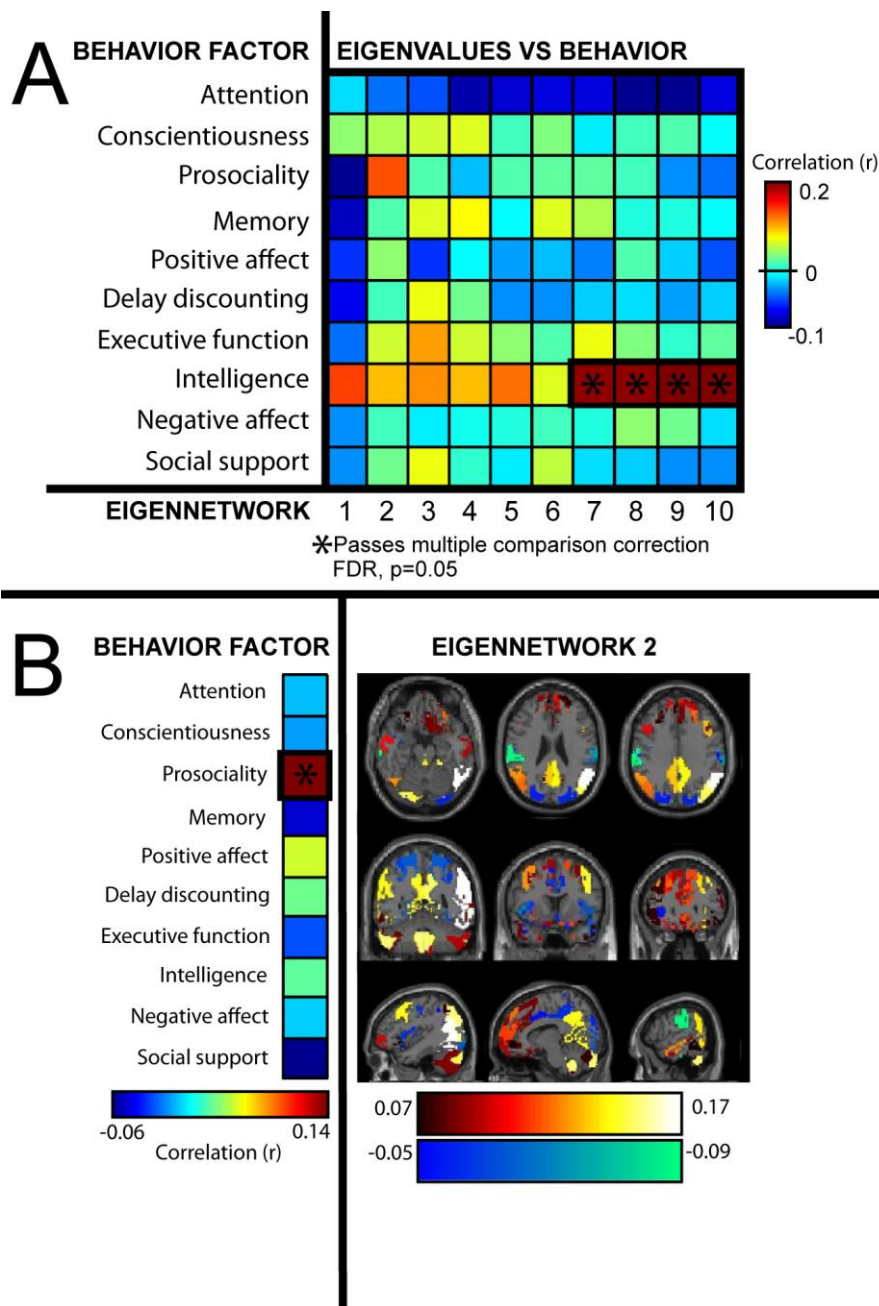 A
BEHAVIOR FACTOR
EIGENVALUES VS BEHAVIOR
Attention
Conscientiousness
Prosociality
Memory
Positive affect
Delay discounting
Executive function
Intelligence
* * * *
Negative affect
Social support
Correlation (r)
0.2
0
-0.1
EIGENNETWORK 1 2 3 4 5 6 7 8 9 10
*Passes multiple comparison correction
FDR, p=0.05
B
BEHAVIOR FACTOR
Attention
Conscientiousness
Prosociality *
Memory
Positive affect
Delay discounting
Executive function
Intelligence
Negative affect
Social support
-0.06 0.14
Correlation (r)
EIGENNETWORK 2
0.07 0.17
-0.05 -0.09